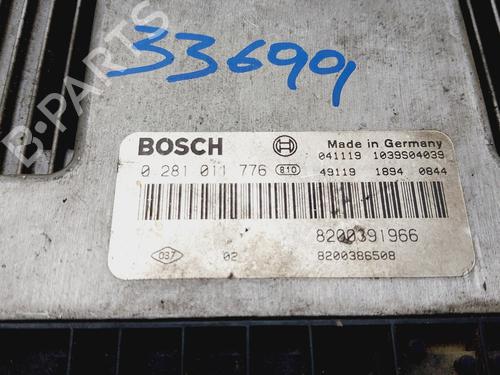 33699
B-PARTS
BOSCH
Made in Germany
041119 1039S04039
0 281 011 776 810
49119 1894 0844
8200391966
037 02 8200386508